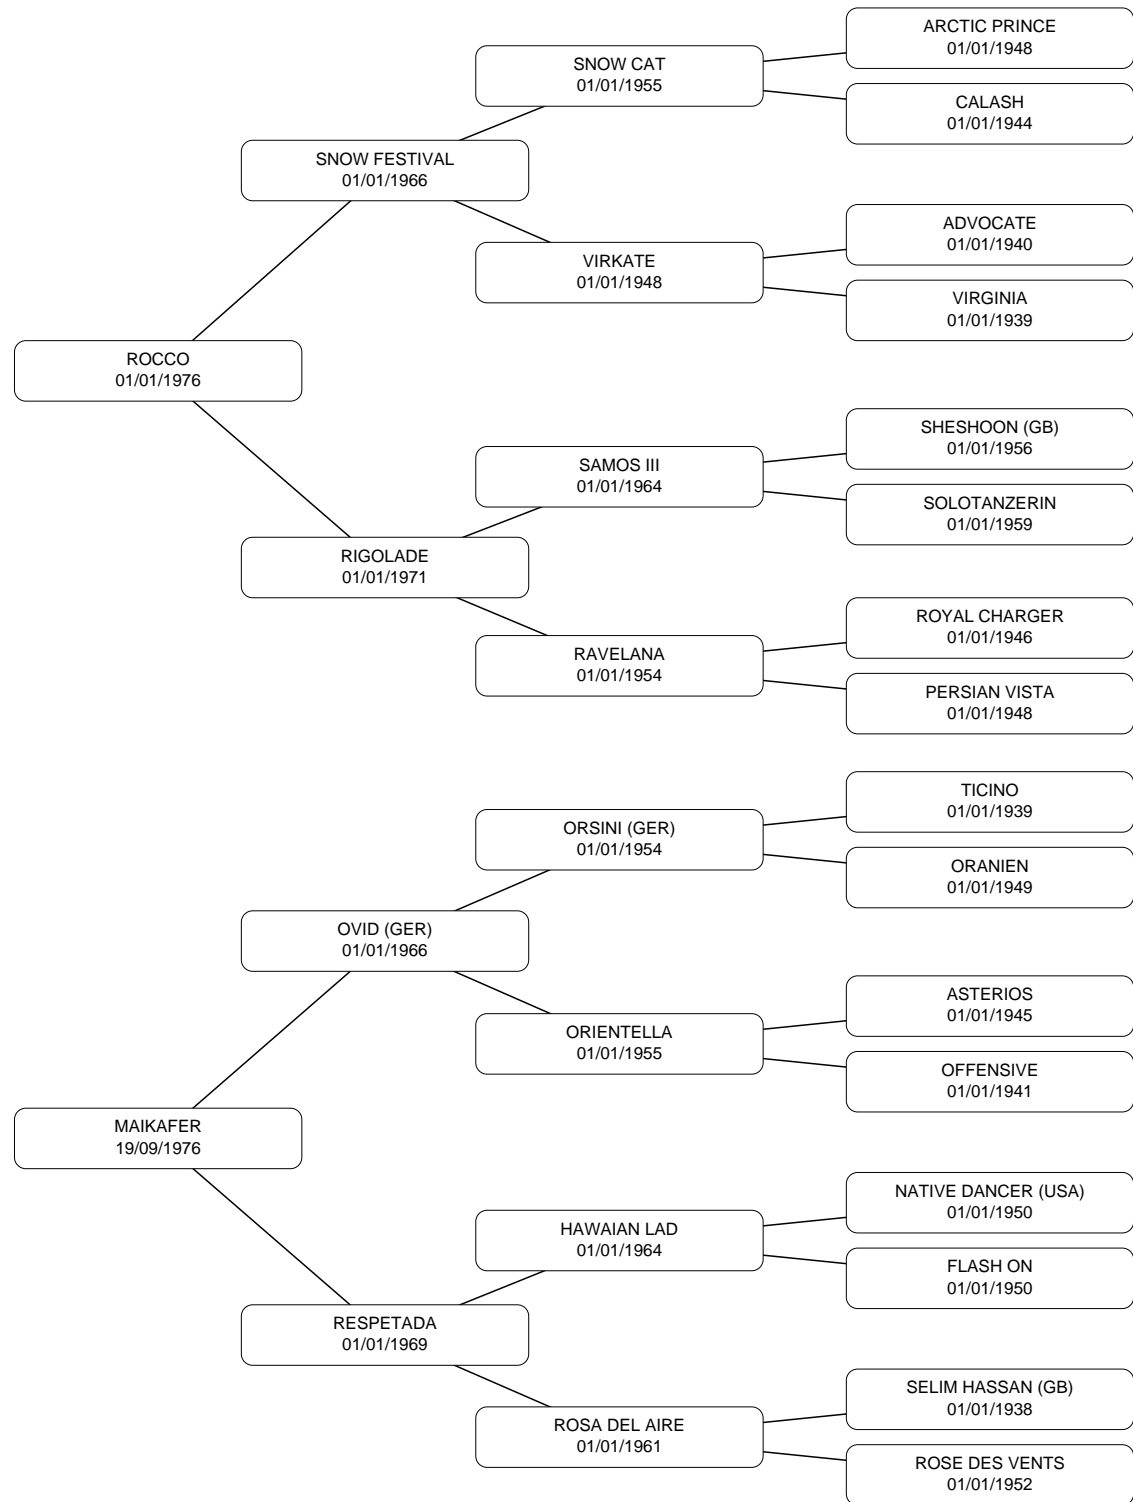 ARCTIC PRINCE
01/01/1948
SNOW CAT
01/01/1955
CALASH
01/01/1944
SNOW FESTIVAL
01/01/1966
ADVOCATE
01/01/1940
VIRKATE
01/01/1948
VIRGINIA
01/01/1939
ROCCO
01/01/1976
SHESHOON (GB)
01/01/1956
SAMOS III
01/01/1964
SOLOTANZERIN
01/01/1959
RIGOLADE
01/01/1971
ROYAL CHARGER
01/01/1946
RAVELANA
01/01/1954
PERSIAN VISTA
01/01/1948
TICINO
01/01/1939
ORSINI (GER)
01/01/1954
ORANIEN
01/01/1949
OVID (GER)
01/01/1966
ASTERIOS
01/01/1945
ORIENTELLA
01/01/1955
OFFENSIVE
01/01/1941
MAIKAFER
19/09/1976
NATIVE DANCER (USA)
01/01/1950
HAWAIAN LAD
01/01/1964
FLASH ON
01/01/1950
RESPETADA
01/01/1969
SELIM HASSAN (GB)
01/01/1938
ROSA DEL AIRE
01/01/1961
ROSE DES VENTS
01/01/1952